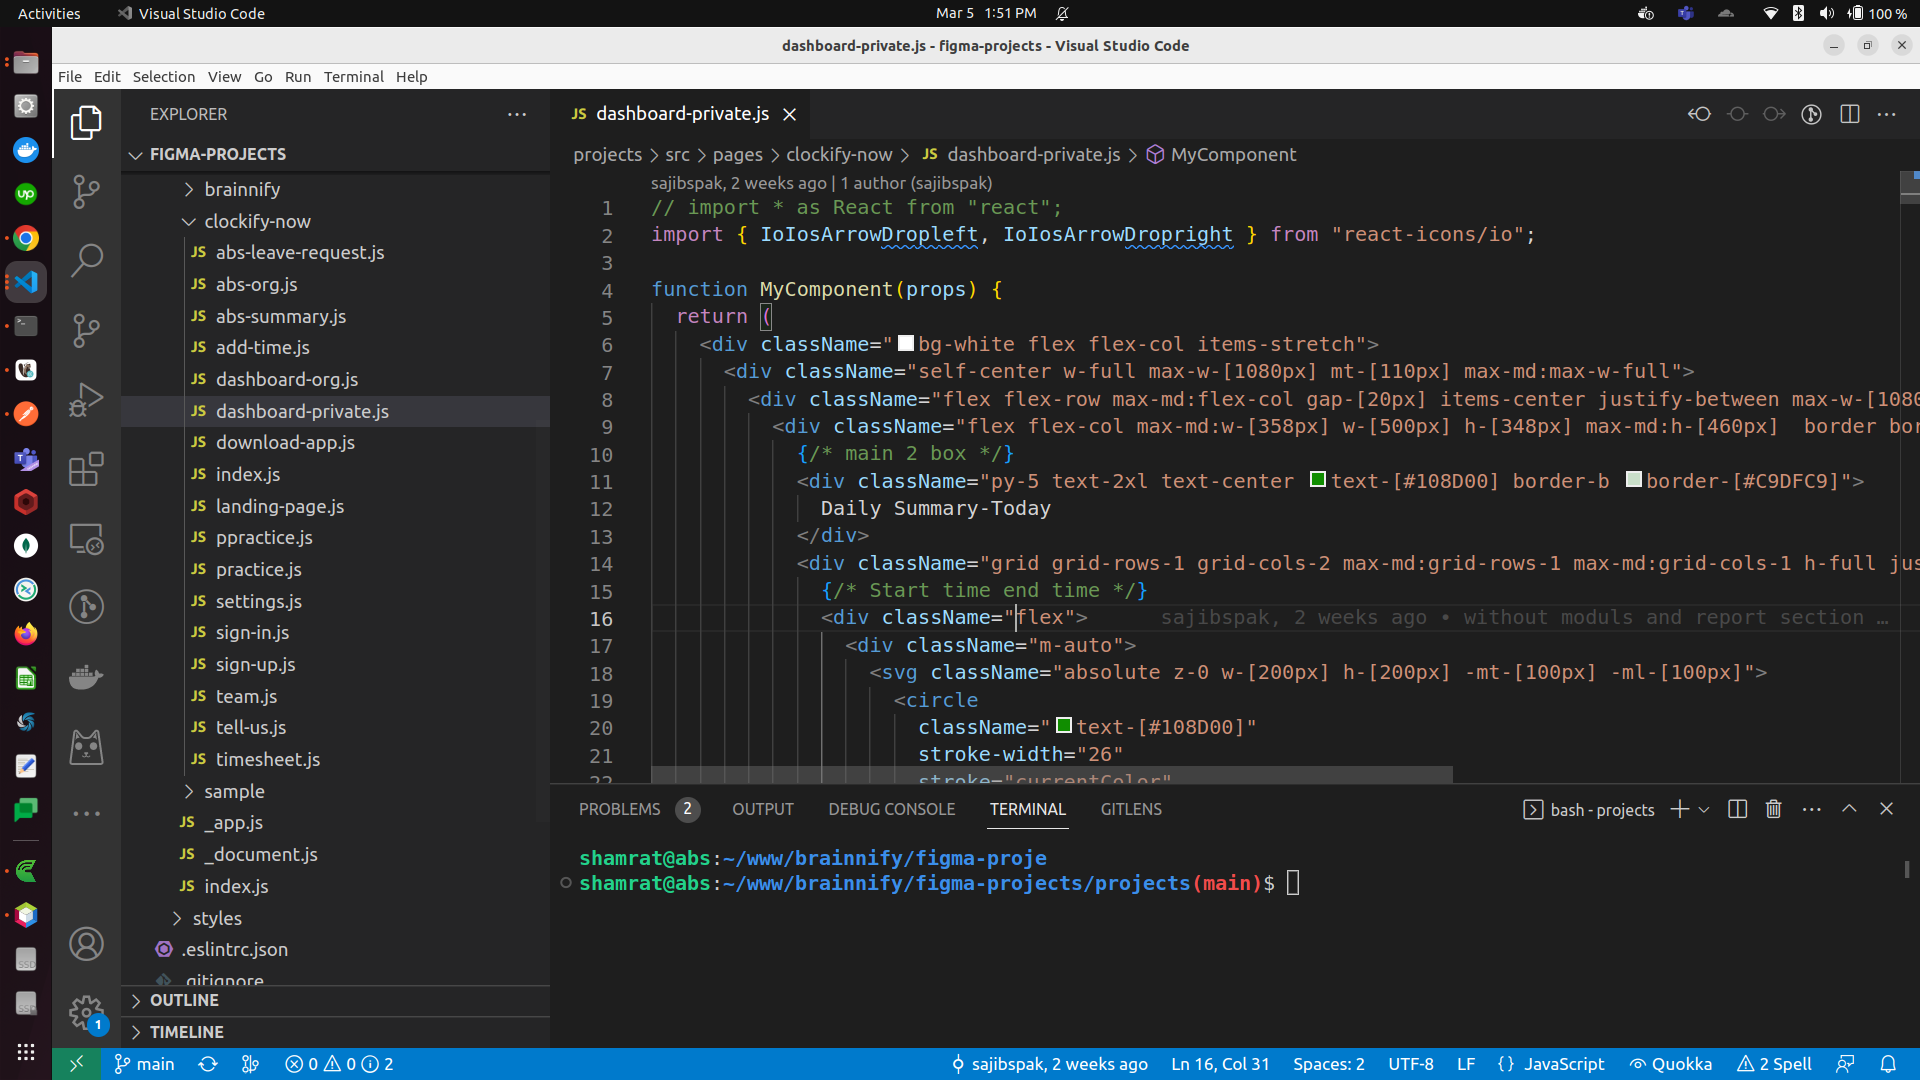 Activities
Visual Studio Code
Mar 5 1:51 PM
100 %
dashboard-private.js - figma-projects - Visual Studio Code
File Edit Selection View Go Run Terminal Help
EXPLORER
FIGMA-PROJECTS
brainnify
clockify-now
JS abs-leave-request.js
JS abs-org.js
JS abs-summary.js
JS add-time.js
JS dashboard-org.js
JS dashboard-private.js
JS download-app.js
JS index.js
JS landing-page.js
JS ppractice.js
JS practice.js
JS settings.js
JS sign-in.js
JS sign-up.js
JS team.js
JS tell-us.js
JS timesheet.js
sample
JS _app.js
JS _document.js
JS index.js
styles
.eslintrc.json
.gitignore
OUTLINE
TIMELINE
JS dashboard-private.js
projects > src > pages > clockify-now > JS dashboard-private.js > MyComponent
sajibspak, 2 weeks ago | 1 author (sajibspak)
1 // import * as React from "react";
2 import { IoIosArrowDropleft, IoIosArrowDropright } from "react-icons/io";
3
4 function MyComponent(props) {
5 return (
6 <div className="bg-white flex flex-col items-stretch">
7 <div className="self-center w-full max-w-[1080px] mt-[110px] max-md:max-w-full">
8 <div className="flex flex-row max-md:flex-col gap-[20px] items-center justify-between max-w-[1080
9 <div className="flex flex-col max-md:w-[358px] w-[500px] h-[348px] max-md:h-[460px]  border bor
10 {/* main 2 box */}
11 <div className="py-5 text-2xl text-center text-[#108D00] border-b border-[#C9DFC9]">
12 Daily Summary-Today
13 </div>
14 <div className="grid grid-rows-1 grid-cols-2 max-md:grid-rows-1 max-md:grid-cols-1 h-full jus
15 {/* Start time end time */}
16 <div className="flex"> sajibspak, 2 weeks ago • without moduls and report section …
17 <div className="m-auto">
18 <svg className="absolute z-0 w-[200px] h-[200px] -mt-[100px] -ml-[100px]">
19 <circle
20 className="text-[#108D00]"
21 stroke-width="26"
22 stroke="currentColor"
PROBLEMS 2 OUTPUT DEBUG CONSOLE TERMINAL GITLENS
bash - projects
shamrat@abs:~/www/brainnify/figma-proje
shamrat@abs:~/www/brainnify/figma-projects/projects(main)$
1
main
0 0 2
sajibspak, 2 weeks ago
Ln 16, Col 31
Spaces: 2
UTF-8
LF
{} JavaScript
Quokka
2 Spell